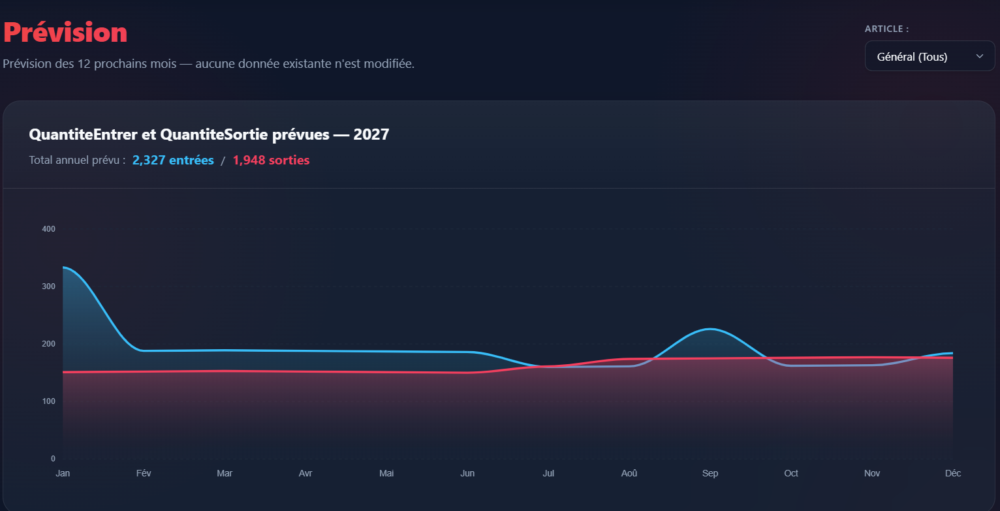 Prévision
Prévision des 12 prochains mois — aucune donnée existante n'est modifiée.
ARTICLE :
Général (Tous)
QuantiteEntrer et QuantiteSortie prévues — 2027
Total annuel prévu : 2,327 entrées / 1,948 sorties
400
300
200
100
0
Jan Fév Mar Avr Mai Jun Jul Aoû Sep Oct Nov Déc